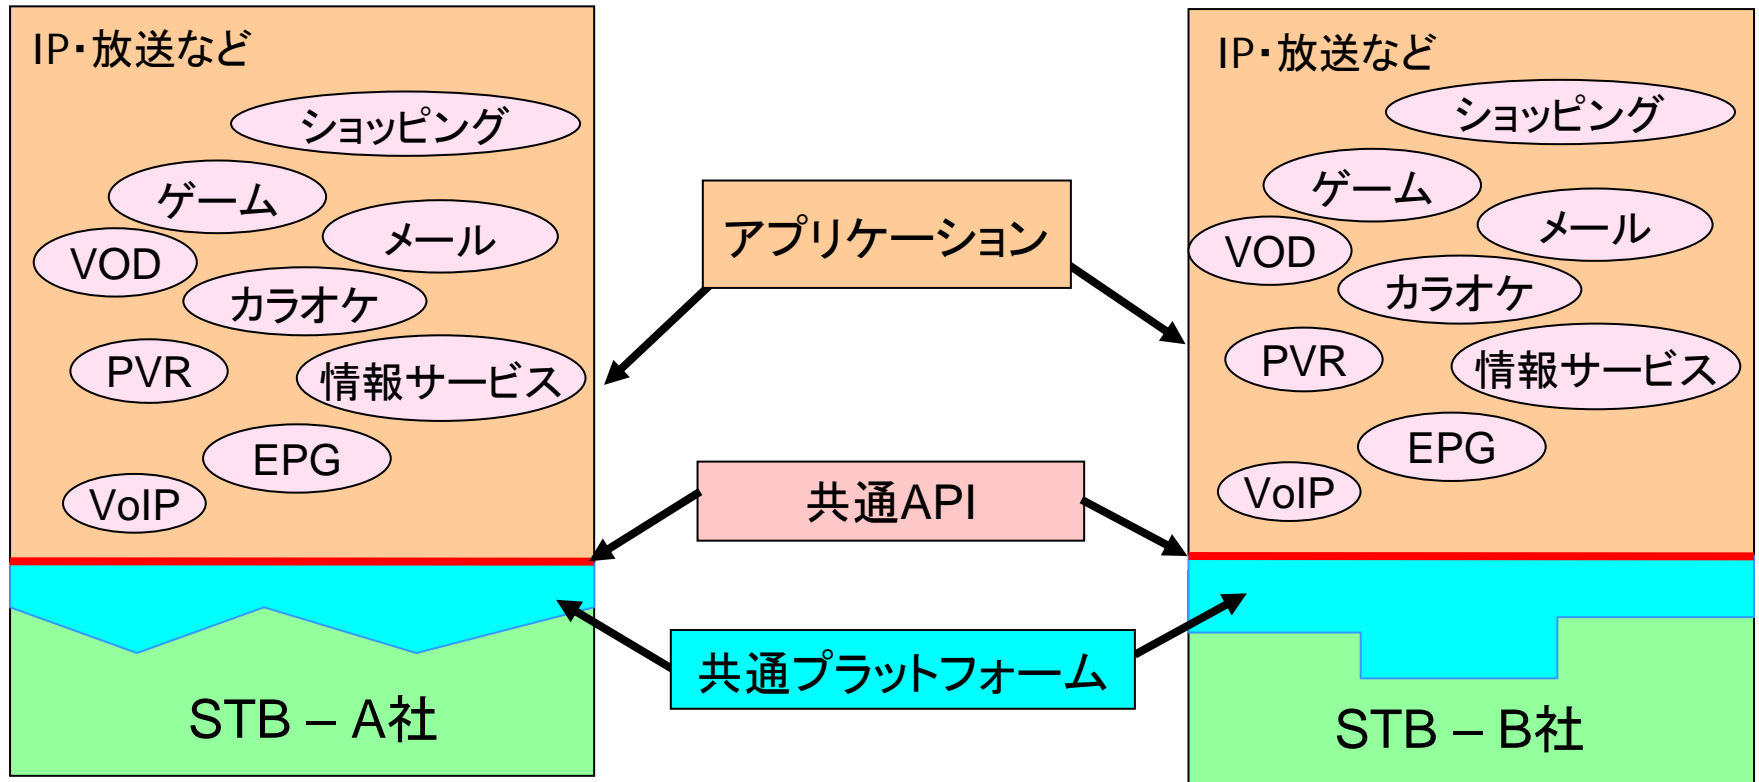 IP・放送など
ショッピング
ゲーム
メール
VOD
カラオケ
PVR
情報サービス
EPG
VoIP
STB – A社
アプリケーション
共通API
共通プラットフォーム
IP・放送など
ショッピング
ゲーム
メール
VOD
カラオケ
PVR
情報サービス
EPG
VoIP
STB – B社